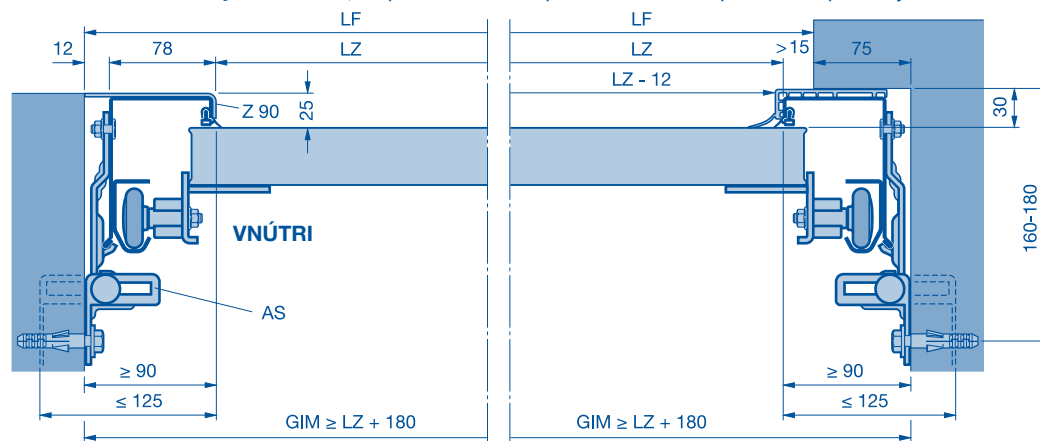 LF
LF
12
78
LZ
LZ
>15
75
LZ - 12
Z 90
25
30
VNÚTRI
160-180
AS
≥ 90
≥ 90
≤ 125
≤ 125
GIM ≥ LZ + 180
GIM ≥ LZ + 180